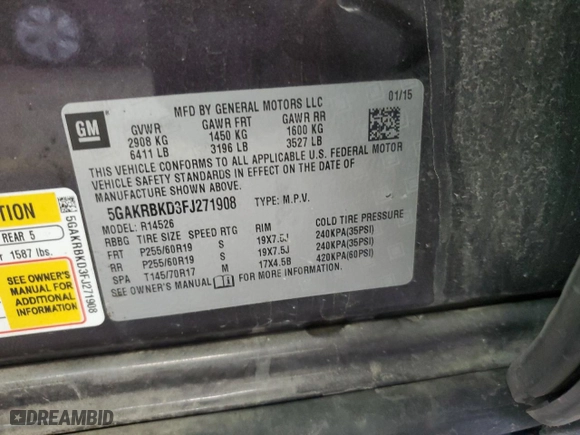 GM
MFD BY GENERAL MOTORS LLC
01/15
GVWR GAWR FRT GAWR RR
2908 KG 1450 KG 1600 KG
6411 LB 3196 LB 3527 LB
THIS VEHICLE CONFORMS TO ALL APPLICABLE U.S. FEDERAL MOTOR
VEHICLE SAFETY STANDARDS IN EFFECT ON THE DATE OF
MANUFACTURE SHOWN ABOVE.
5GAKRBKD3FJ271908 TYPE: M.P.V.
MODEL: R14526
RBBG TIRE SIZE SPEED RTG RIM COLD TIRE PRESSURE
FRT P255/60R19 S 19X7.5J 240KPA(35PSI)
RR P255/60R19 S 19X7.5J 240KPA(35PSI)
SPA T145/70R17 M 17X4.5B 420KPA(60PSI)
SEE OWNER'S MANUAL FOR MORE INFORMATION
REAR 5
1587 lbs.
SEE OWNER'S
MANUAL FOR
ADDITIONAL
INFORMATION
5GAKRBKD3FJ271908
DREAMBID